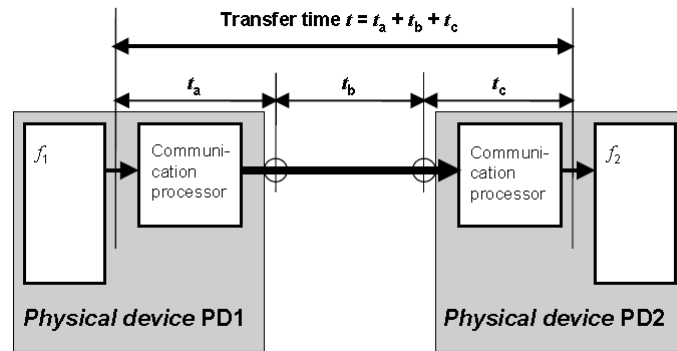 Transfer time t = ta + tb + tc
ta
tb
tc
f1
Communi-
cation
processor
Communi-
cation
processor
f2
Physical device PD1
Physical device PD2